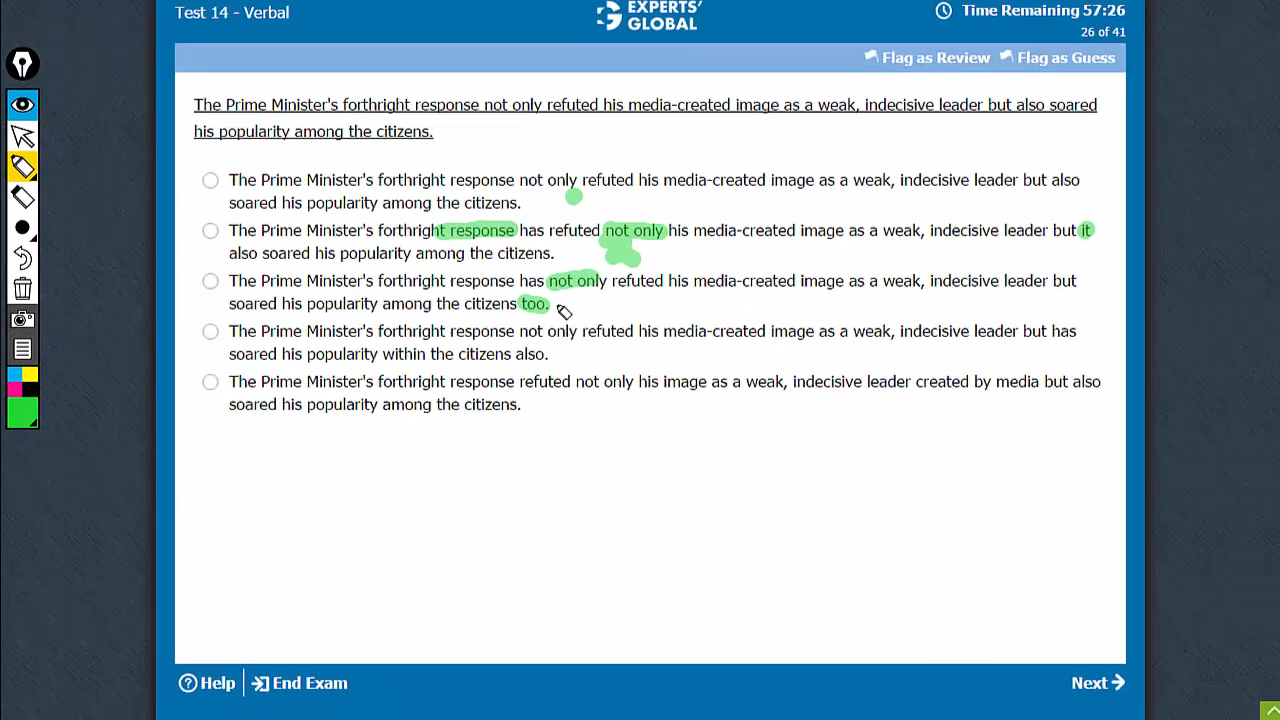 Test 14 - Verbal
EXPERTS'
GLOBAL
Time Remaining 57:26
26 of 41
Flag as Review
Flag as Guess
The Prime Minister's forthright response not only refuted his media-created image as a weak, indecisive leader but also soared
his popularity among the citizens.
The Prime Minister's forthright response not only refuted his media-created image as a weak, indecisive leader but also
soared his popularity among the citizens.
The Prime Minister's forthright response has refuted not only his media-created image as a weak, indecisive leader but it
also soared his popularity among the citizens.
The Prime Minister's forthright response has not only refuted his media-created image as a weak, indecisive leader but
soared his popularity among the citizens too.
The Prime Minister's forthright response not only refuted his media-created image as a weak, indecisive leader but has
soared his popularity within the citizens also.
The Prime Minister's forthright response refuted not only his image as a weak, indecisive leader created by media but also
soared his popularity among the citizens.
Help
End Exam
Next